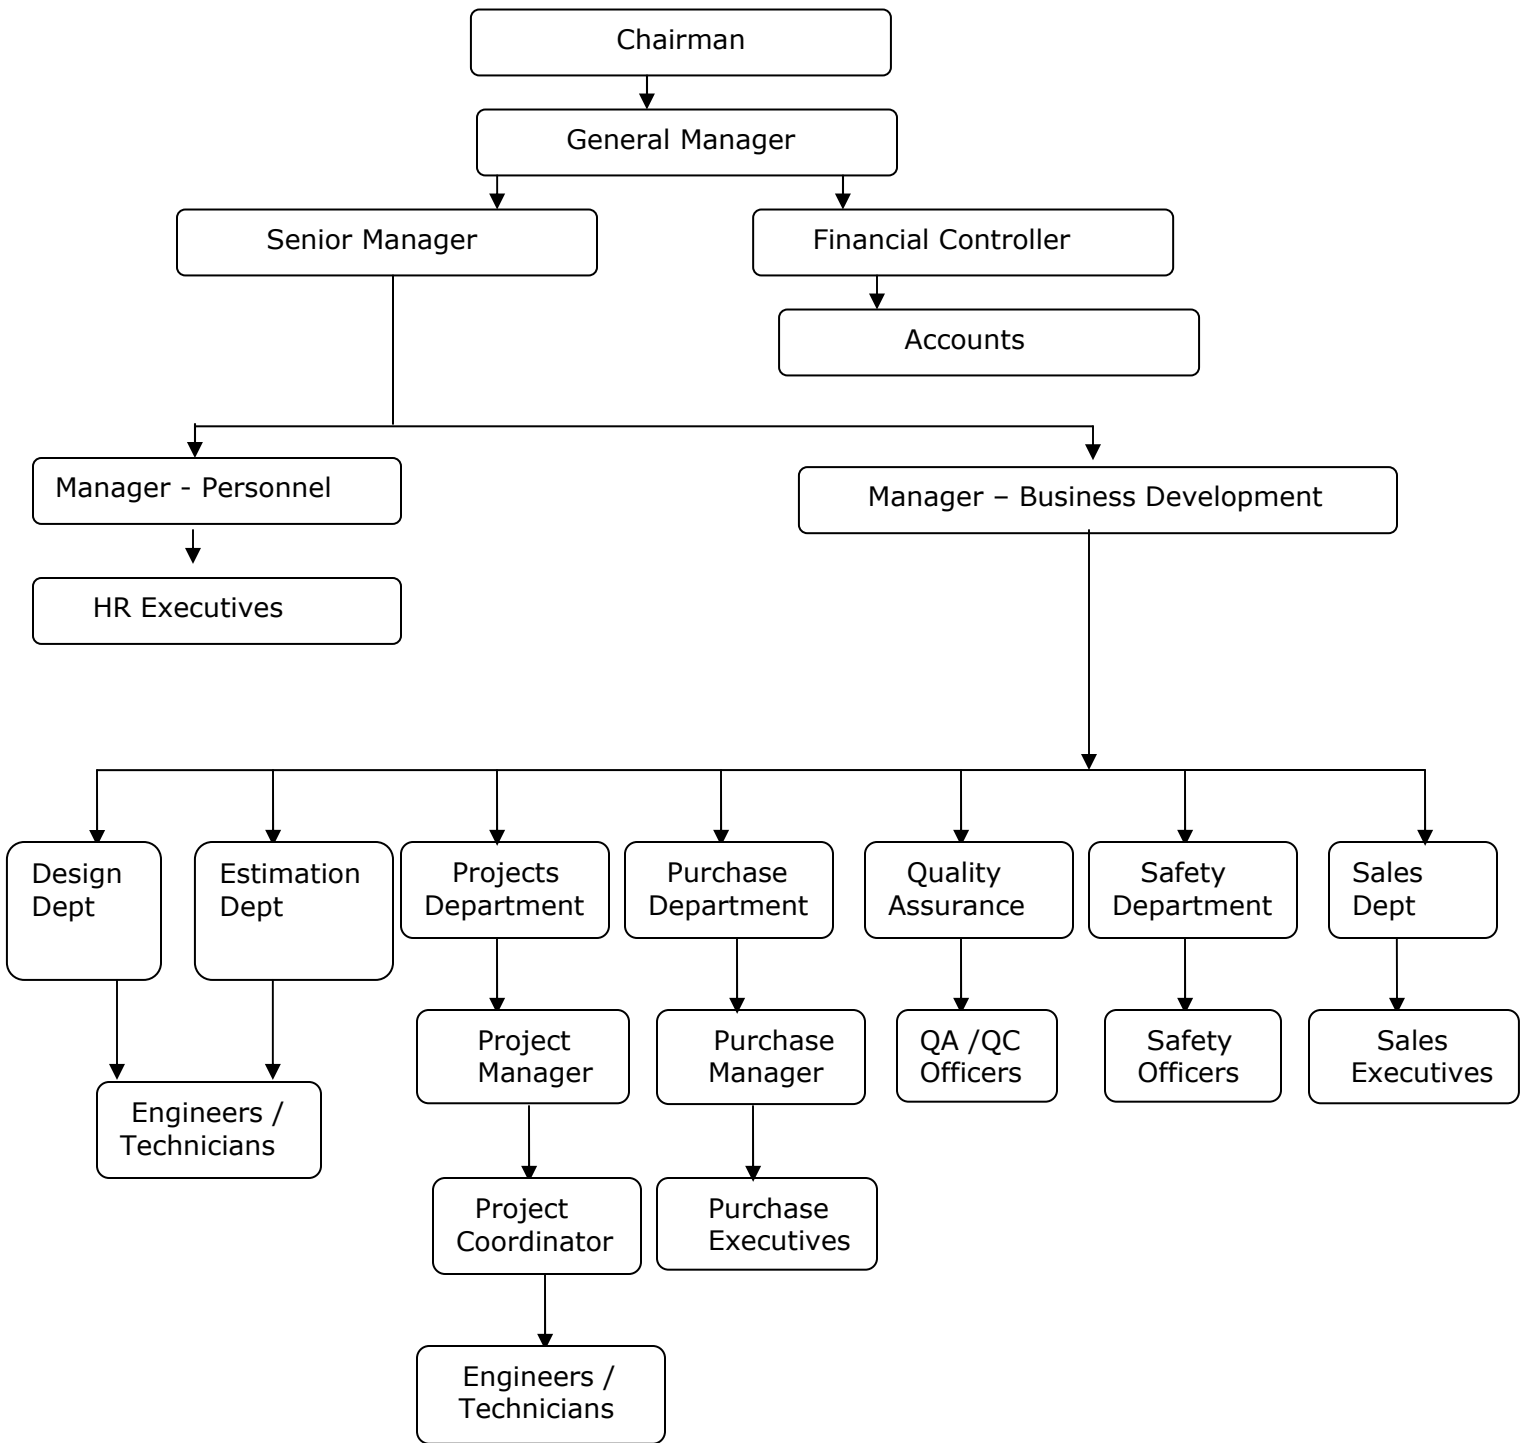 Chairman
General Manager
Senior Manager
Financial Controller
Accounts
Manager - Personnel
Manager – Business Development
HR Executives
Design
Dept
Estimation
Dept
Projects
Department
Purchase
Department
Quality
Assurance
Safety
Department
Sales
Dept
Project
Manager
Purchase
Manager
QA /QC
Officers
Safety
Officers
Sales
Executives
Engineers /
Technicians
Project
Coordinator
Purchase
Executives
Engineers /
Technicians